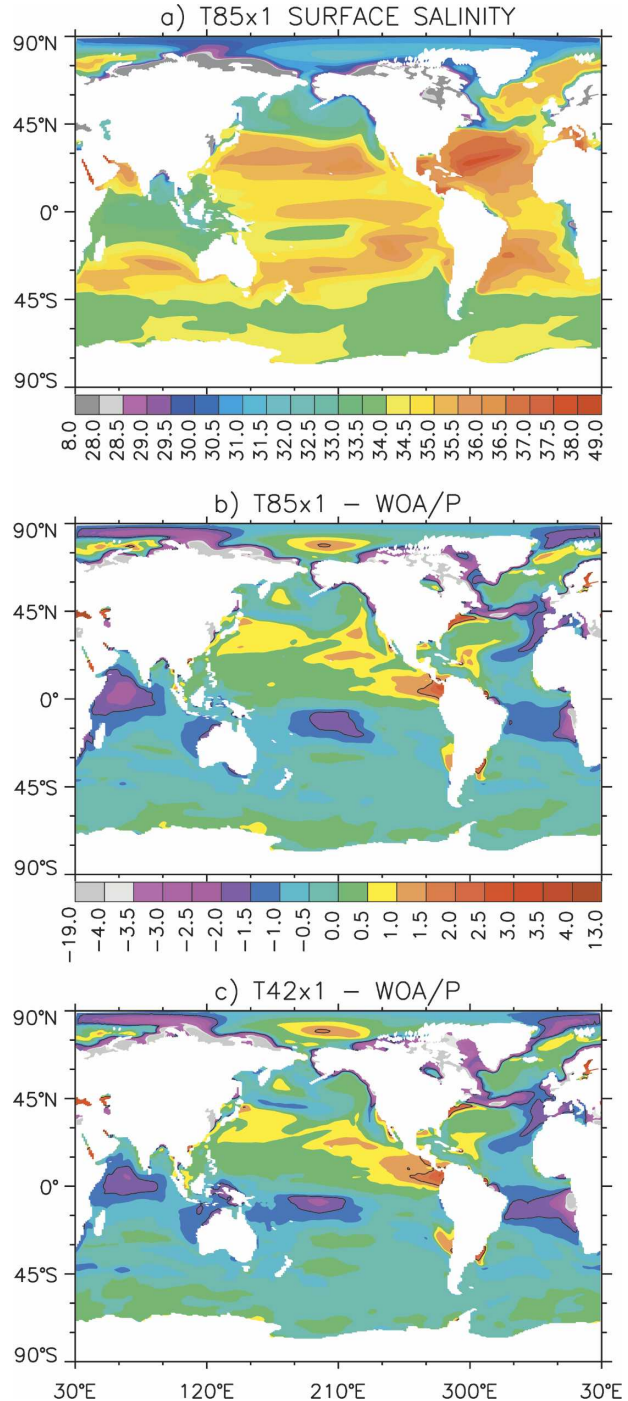 a) T85x1 SURFACE SALINITY
90°N
45°N
0°
45°S
90°S
8.0 28.0 28.5 29.0 29.5 30.0 30.5 31.0 31.5 32.0 32.5 33.0 33.5 34.0 34.5 35.0 35.5 36.0 36.5 37.0 37.5 38.0 49.0
b) T85x1 – WOA/P
90°N
45°N
0°
45°S
90°S
-19.0 -4.0 -3.5 -3.0 -2.5 -2.0 -1.5 -1.0 -0.5 0.0 0.5 1.0 1.5 2.0 2.5 3.0 3.5 4.0 13.0
c) T42x1 – WOA/P
90°N
45°N
0°
45°S
90°S
30°E 120°E 210°E 300°E 30°E